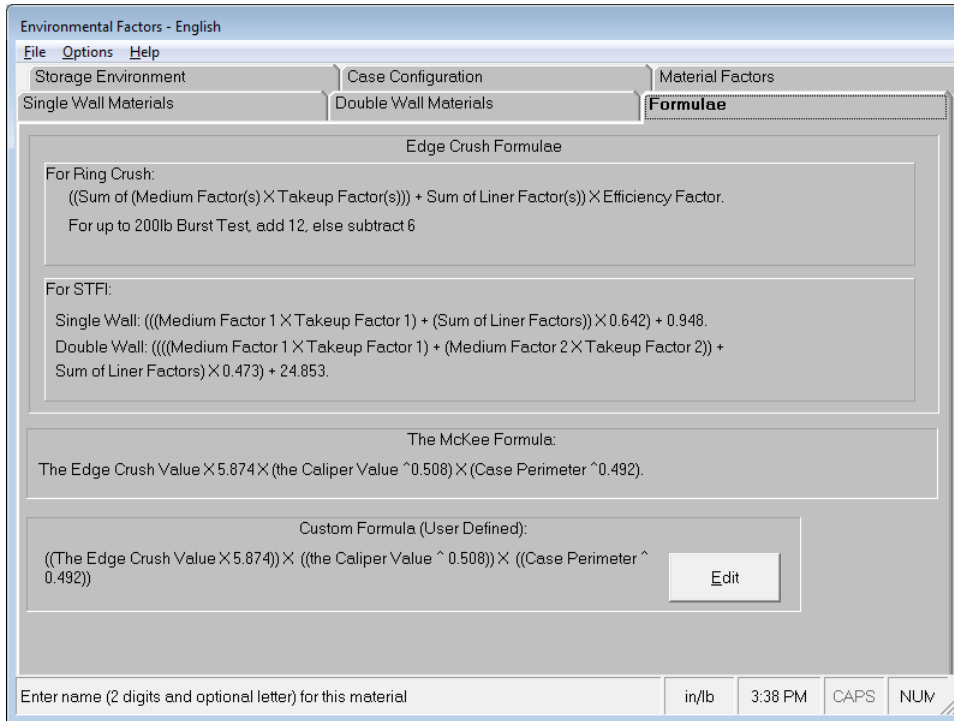 Environmental Factors - English
File Options Help
Storage Environment Case Configuration Material Factors
Single Wall Materials Double Wall Materials Formulae
Edge Crush Formulae
For Ring Crush:
((Sum of (Medium Factor(s) X Takeup Factor(s))) + Sum of Liner Factor(s)) X Efficiency Factor.
For up to 200lb Burst Test, add 12, else subtract 6
For STFI:
Single Wall: (((Medium Factor 1 X Takeup Factor 1) + (Sum of Liner Factors)) X 0.642) + 0.948.
Double Wall: ((((Medium Factor 1 X Takeup Factor 1) + (Medium Factor 2 X Takeup Factor 2)) +
Sum of Liner Factors) X 0.473) + 24.853.
The McKee Formula:
The Edge Crush Value X 5.874 X (the Caliper Value ^0.508) X (Case Perimeter ^0.492).
Custom Formula (User Defined):
((The Edge Crush Value X 5.874)) X ((the Caliper Value ^ 0.508)) X ((Case Perimeter ^
0.492))
Edit
Enter name (2 digits and optional letter) for this material in/lb 3:38 PM CAPS NUM